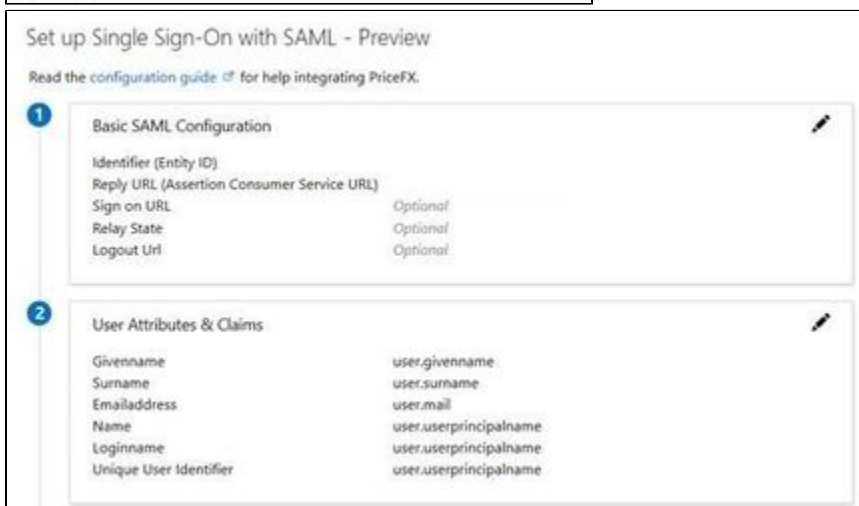 Set up Single Sign-On with SAML - Preview
Read the configuration guide for help integrating PriceFX.
1
Basic SAML Configuration
Identifier (Entity ID)
Reply URL (Assertion Consumer Service URL)
Sign on URL Optional
Relay State Optional
Logout Url Optional
2
User Attributes & Claims
Givenname user.givenname
Surname user.surname
Emailaddress user.mail
Name user.userprincipalname
Loginname user.userprincipalname
Unique User Identifier user.userprincipalname